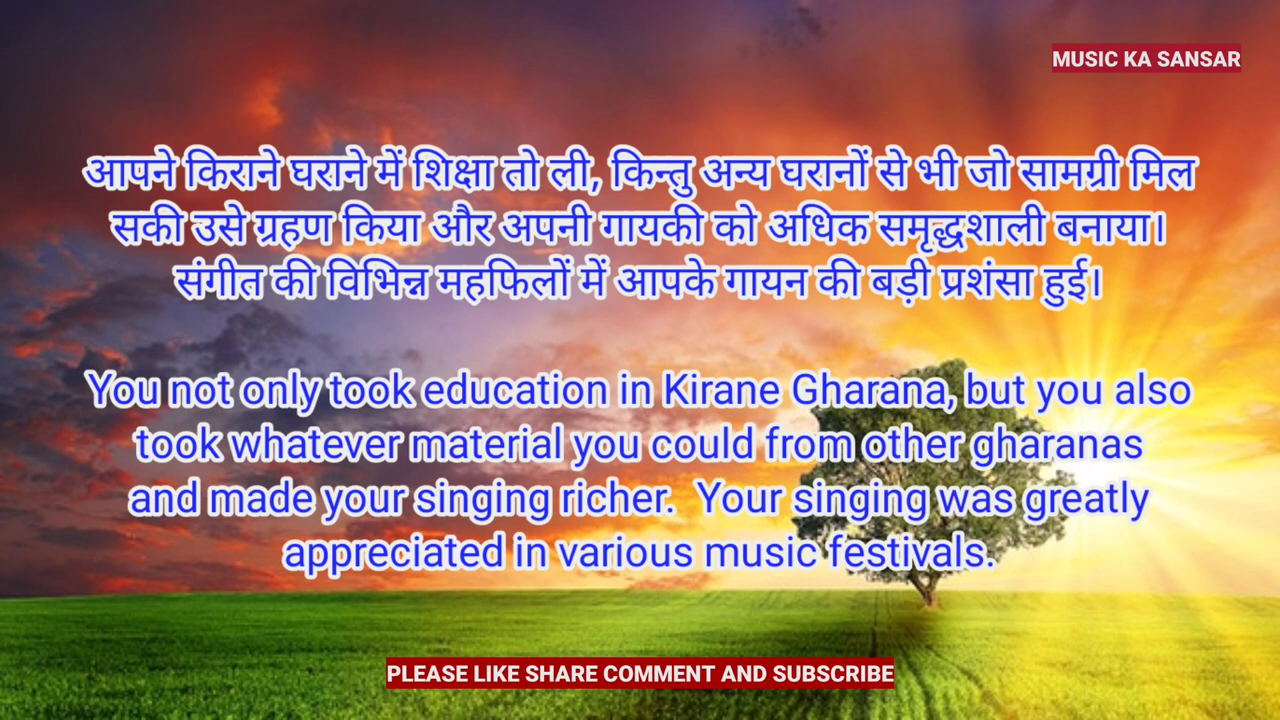 MUSIC KA SANSAR
आपने किराने घराने में शिक्षा तो ली, किन्तु अन्य घरानों से भी जो सामग्री मिल
सकी उसे ग्रहण किया और अपनी गायकी को अधिक समृद्धशाली बनाया।
संगीत की विभिन्न महफिलों में आपके गायन की बड़ी प्रशंसा हुई।
You not only took education in Kirane Gharana, but you also
took whatever material you could from other gharanas
and made your singing richer.  Your singing was greatly
appreciated in various music festivals.
PLEASE LIKE SHARE COMMENT AND SUBSCRIBE